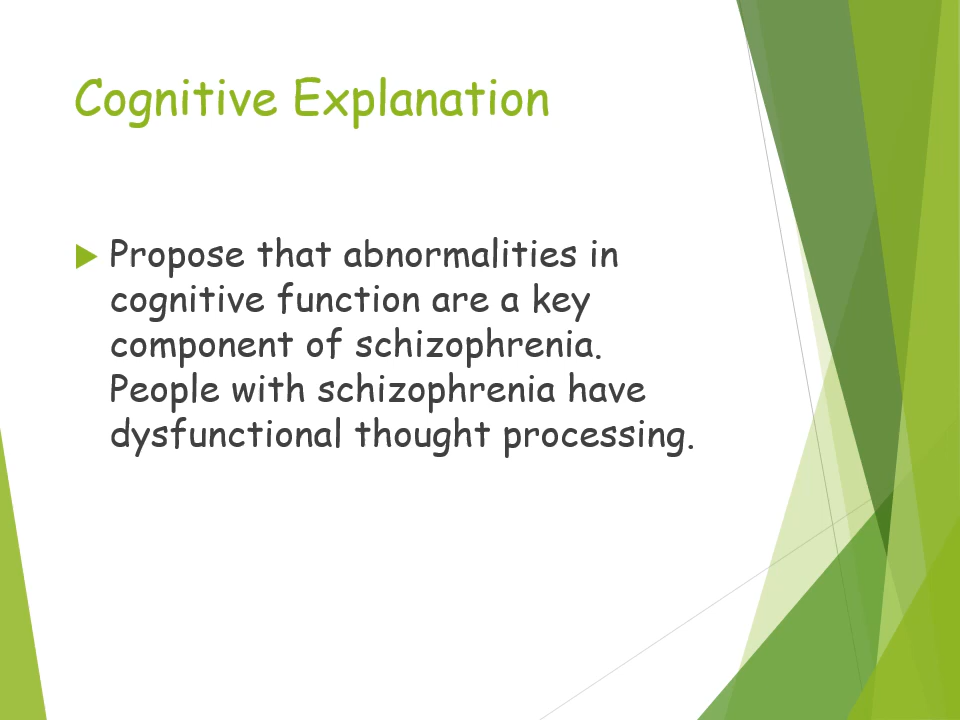 Cognitive Explanation
Propose that abnormalities in
cognitive function are a key
component of schizophrenia.
People with schizophrenia have
dysfunctional thought processing.